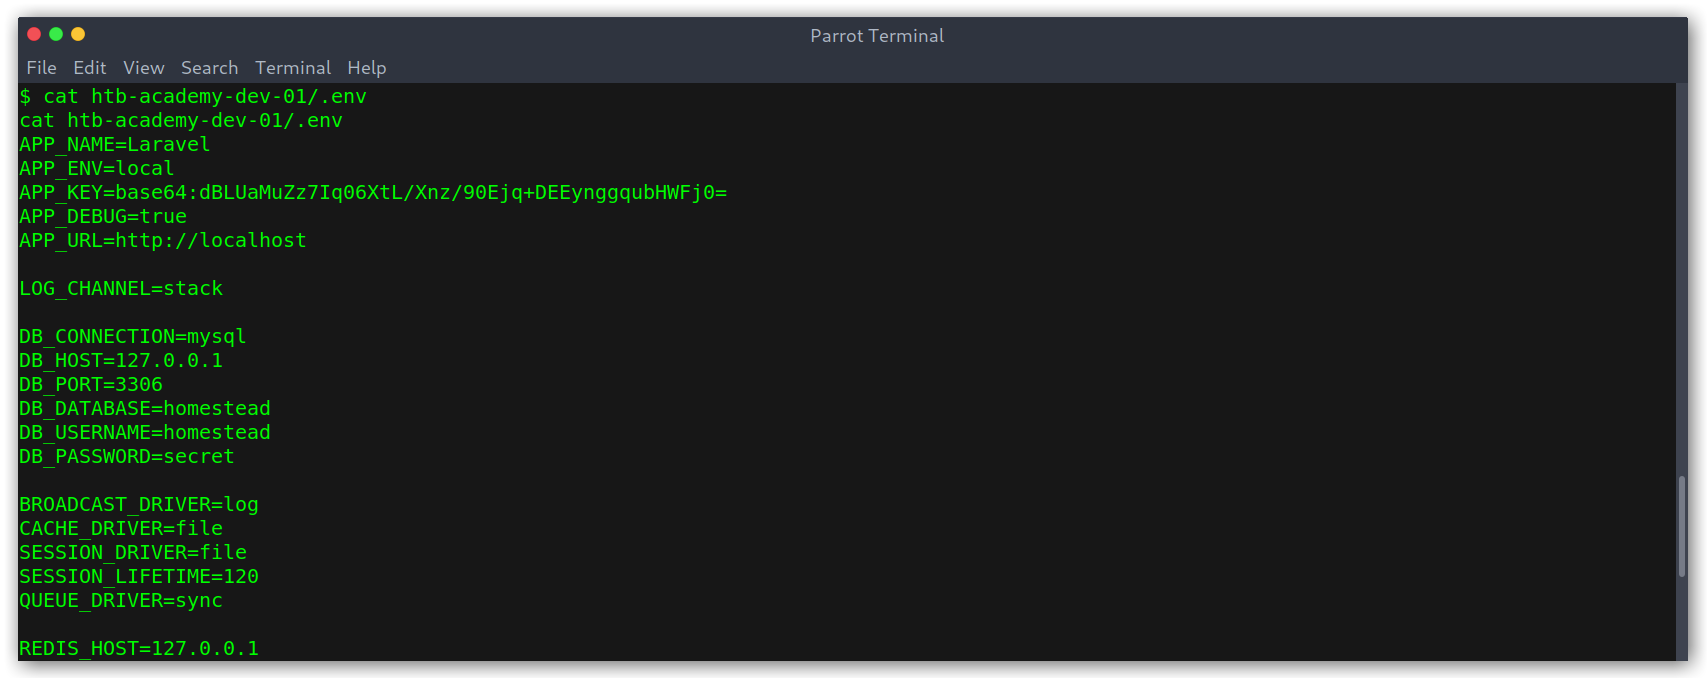 Parrot Terminal
File Edit View Search Terminal Help
$ cat htb-academy-dev-01/.env
cat htb-academy-dev-01/.env
APP_NAME=Laravel
APP_ENV=local
APP_KEY=base64:dBLUaMuZz7Iq06XtL/Xnz/90Ejq+DEEynggqubHWFj0=
APP_DEBUG=true
APP_URL=http://localhost
LOG_CHANNEL=stack
DB_CONNECTION=mysql
DB_HOST=127.0.0.1
DB_PORT=3306
DB_DATABASE=homestead
DB_USERNAME=homestead
DB_PASSWORD=secret
BROADCAST_DRIVER=log
CACHE_DRIVER=file
SESSION_DRIVER=file
SESSION_LIFETIME=120
QUEUE_DRIVER=sync
REDIS_HOST=127.0.0.1